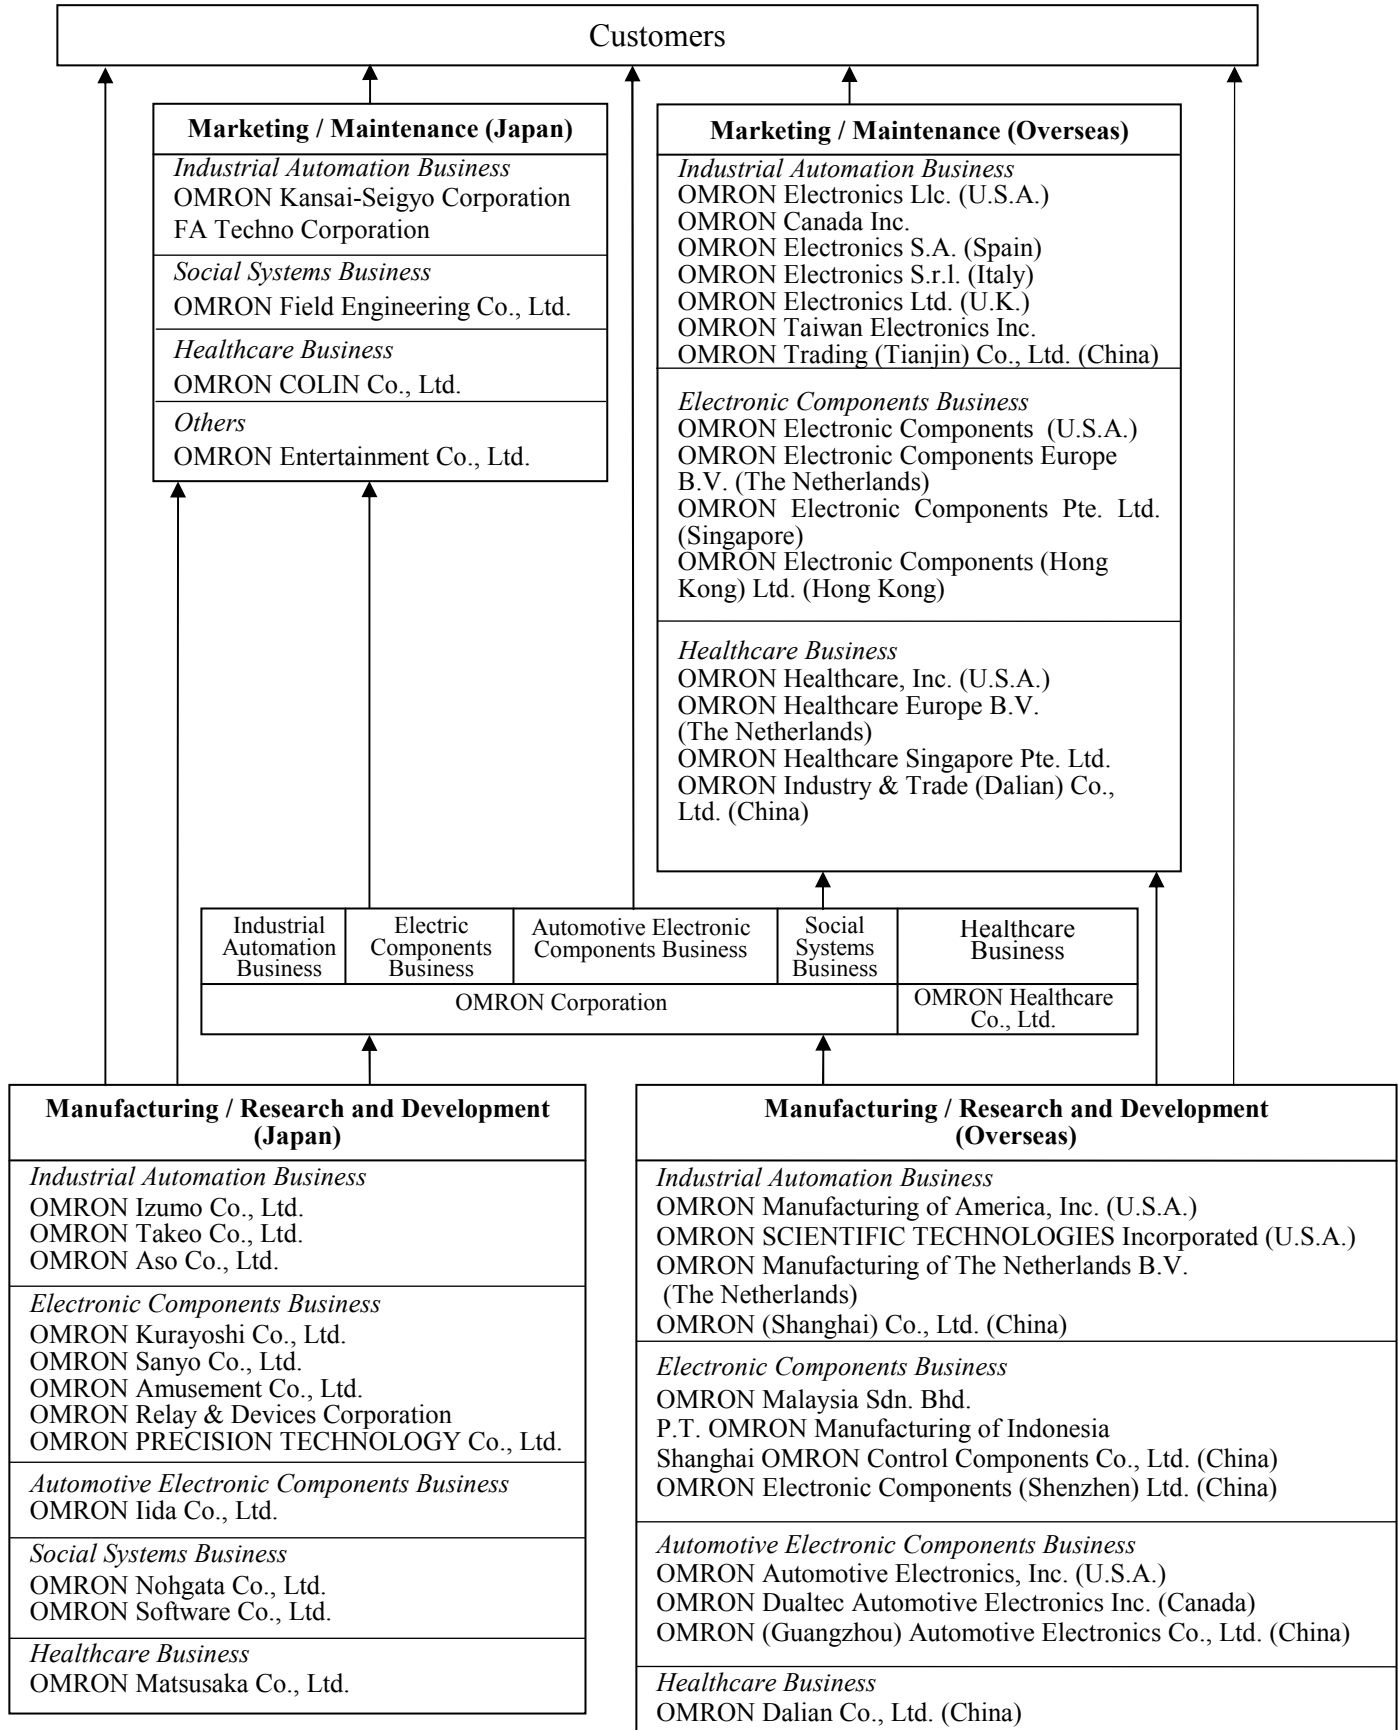 Customers
Marketing / Maintenance (Japan)
Industrial Automation Business
OMRON Kansai-Seigyo Corporation
FA Techno Corporation
Social Systems Business
OMRON Field Engineering Co., Ltd.
Healthcare Business
OMRON COLIN Co., Ltd.
Others
OMRON Entertainment Co., Ltd.
Marketing / Maintenance (Overseas)
Industrial Automation Business
OMRON Electronics Llc. (U.S.A.)
OMRON Canada Inc.
OMRON Electronics S.A. (Spain)
OMRON Electronics S.r.l. (Italy)
OMRON Electronics Ltd. (U.K.)
OMRON Taiwan Electronics Inc.
OMRON Trading (Tianjin) Co., Ltd. (China)
Electronic Components Business
OMRON Electronic Components (U.S.A.)
OMRON Electronic Components Europe
B.V. (The Netherlands)
OMRON Electronic Components Pte. Ltd.
(Singapore)
OMRON Electronic Components (Hong
Kong) Ltd. (Hong Kong)
Healthcare Business
OMRON Healthcare, Inc. (U.S.A.)
OMRON Healthcare Europe B.V.
(The Netherlands)
OMRON Healthcare Singapore Pte. Ltd.
OMRON Industry & Trade (Dalian) Co.,
Ltd. (China)
Industrial
Automation
Business
Electric
Components
Business
Automotive Electronic
Components Business
Social
Systems
Business
Healthcare
Business
OMRON Corporation
OMRON Healthcare
Co., Ltd.
Manufacturing / Research and Development
(Japan)
Industrial Automation Business
OMRON Izumo Co., Ltd.
OMRON Takeo Co., Ltd.
OMRON Aso Co., Ltd.
Electronic Components Business
OMRON Kurayoshi Co., Ltd.
OMRON Sanyo Co., Ltd.
OMRON Amusement Co., Ltd.
OMRON Relay & Devices Corporation
OMRON PRECISION TECHNOLOGY Co., Ltd.
Automotive Electronic Components Business
OMRON Iida Co., Ltd.
Social Systems Business
OMRON Nohgata Co., Ltd.
OMRON Software Co., Ltd.
Healthcare Business
OMRON Matsusaka Co., Ltd.
Manufacturing / Research and Development
(Overseas)
Industrial Automation Business
OMRON Manufacturing of America, Inc. (U.S.A.)
OMRON SCIENTIFIC TECHNOLOGIES Incorporated (U.S.A.)
OMRON Manufacturing of The Netherlands B.V.
(The Netherlands)
OMRON (Shanghai) Co., Ltd. (China)
Electronic Components Business
OMRON Malaysia Sdn. Bhd.
P.T. OMRON Manufacturing of Indonesia
Shanghai OMRON Control Components Co., Ltd. (China)
OMRON Electronic Components (Shenzhen) Ltd. (China)
Automotive Electronic Components Business
OMRON Automotive Electronics, Inc. (U.S.A.)
OMRON Dualtec Automotive Electronics Inc. (Canada)
OMRON (Guangzhou) Automotive Electronics Co., Ltd. (China)
Healthcare Business
OMRON Dalian Co., Ltd. (China)